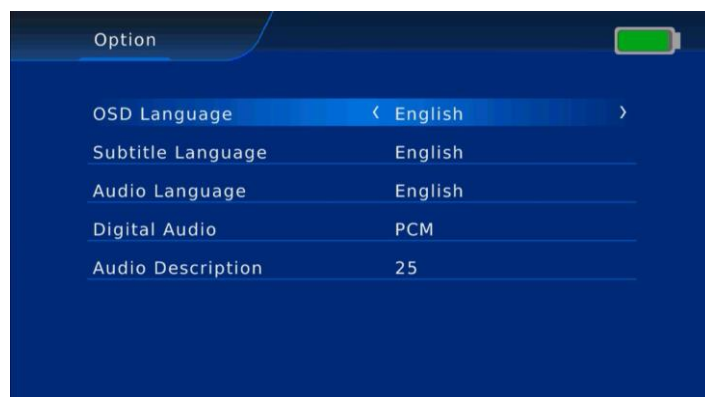 Option
OSD Language ‹ English ›
Subtitle Language English
Audio Language English
Digital Audio PCM
Audio Description 25